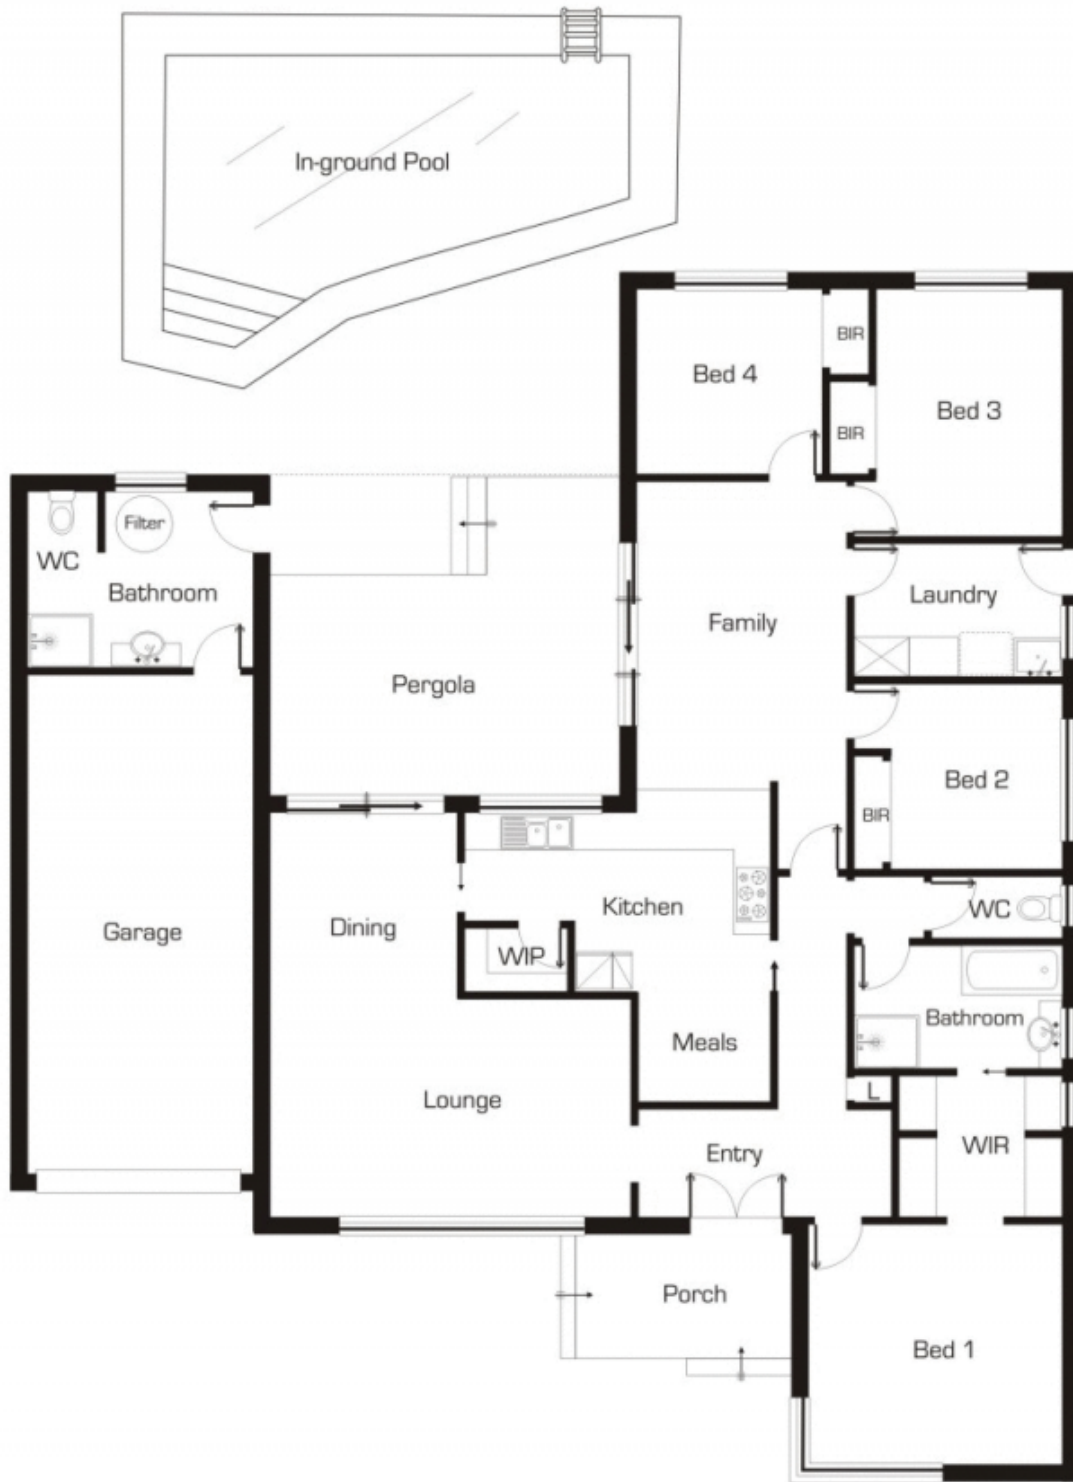 In-ground Pool
Bed 4
BIR
BIR
Bed 3
WC
Filter
Bathroom
Pergola
Family
Laundry
Bed 2
BIR
Garage
Dining
Kitchen
WIP
WC
Meals
Bathroom
Lounge
L
Entry
WIR
Porch
Bed 1